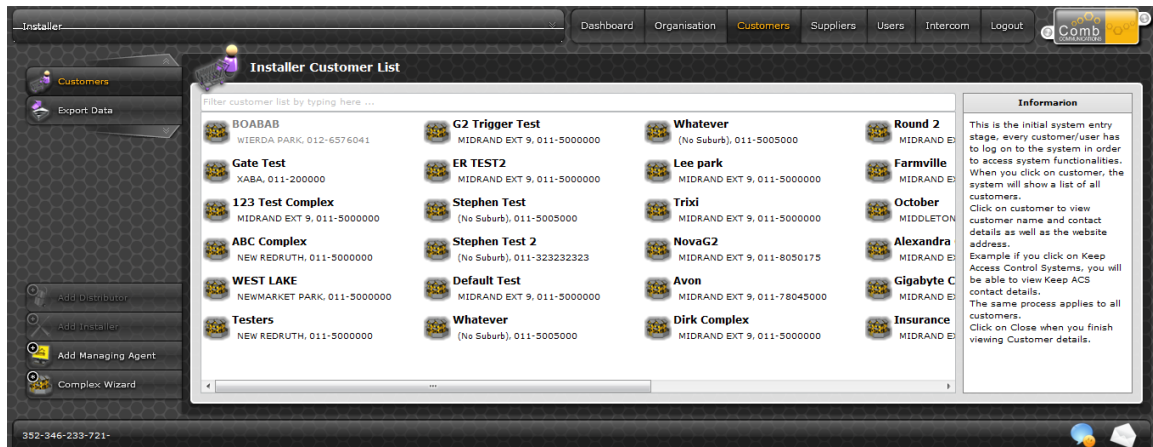 Installer
Dashboard Organisation Customers Suppliers Users Intercom Logout
Comb
COMMUNICATIONS
Customers
Export Data
Add Distributor
Add Installer
Add Managing Agent
Complex Wizard
Installer Customer List
Filter customer list by typing here ...
BOABAB
WIERDA PARK, 012-6576041
Gate Test
XABA, 011-200000
123 Test Complex
MIDRAND EXT 9, 011-5000000
ABC Complex
NEW REDRUTH, 011-5000000
WEST LAKE
NEWMARKET PARK, 011-5000000
Testers
NEW REDRUTH, 011-5000000
G2 Trigger Test
MIDRAND EXT 9, 011-5000000
ER TEST2
MIDRAND EXT 9, 011-5000000
Stephen Test
(No Suburb), 011-5005000
Stephen Test 2
(No Suburb), 011-323232323
Default Test
MIDRAND EXT 9, 011-5000000
Whatever
(No Suburb), 011-5005000
Whatever
(No Suburb), 011-5005000
Lee park
MIDRAND EXT 9, 011-5000000
Trixi
MIDRAND EXT 9, 011-5000000
NovaG2
MIDRAND EXT 9, 011-8050175
Avon
MIDRAND EXT 9, 011-78045000
Dirk Complex
MIDRAND EXT 9, 011-5000000
Round 2
MIDRAND E
Farmville
MIDRAND E
October
MIDDLETON
Alexandra
MIDRAND E
Gigabyte C
MIDRAND E
Insurance
MIDRAND E
Informarion
This is the initial system entry
stage, every customer/user has
to log on to the system in order
to access system functionalities.
When you click on customer, the
system will show a list of all
customers.
Click on customer to view
customer name and contact
details as well as the website
address.
Example if you click on Keep
Access Control Systems, you will
be able to view Keep ACS
contact details.
The same process applies to all
customers.
Click on Close when you finish
viewing Customer details.
352-346-233-721-